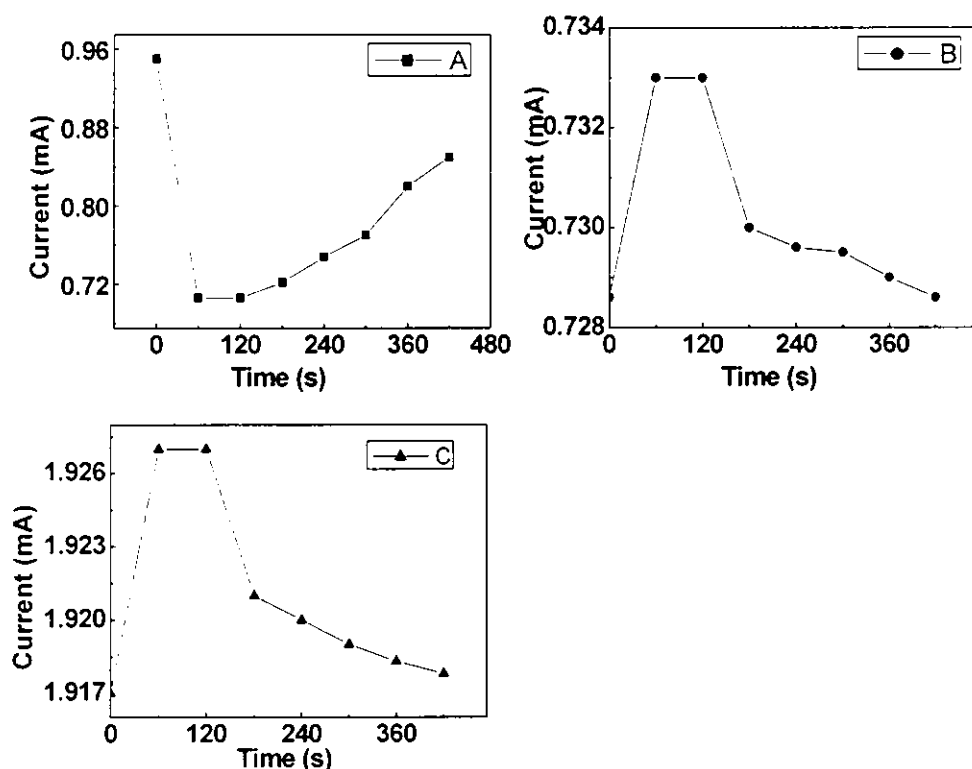 0.96
0.88
0.80
0.72
Current (mA)
A
0 120 240 360 480
Time (s)
0.734
0.732
0.730
0.728
Current (mA)
B
0 120 240 360
Time (s)
1.926
1.923
1.920
1.917
Current (mA)
C
0 120 240 360
Time (s)